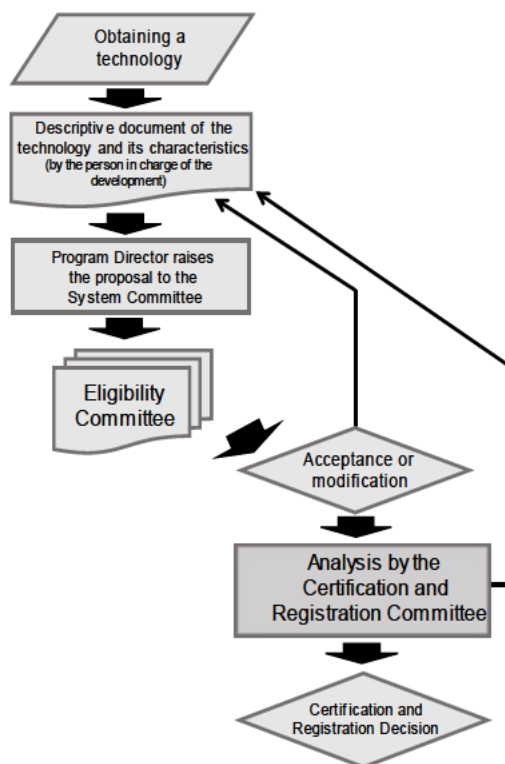 Obtaining a
technology
Descriptive document of the
technology and its characteristics
(by the person in charge of the
development)
Program Director raises
the proposal to the
System Committee
Eligibility
Committee
Acceptance or
modification
Analysis by the
Certification and
Registration Committee
Certification and
Registration Decision